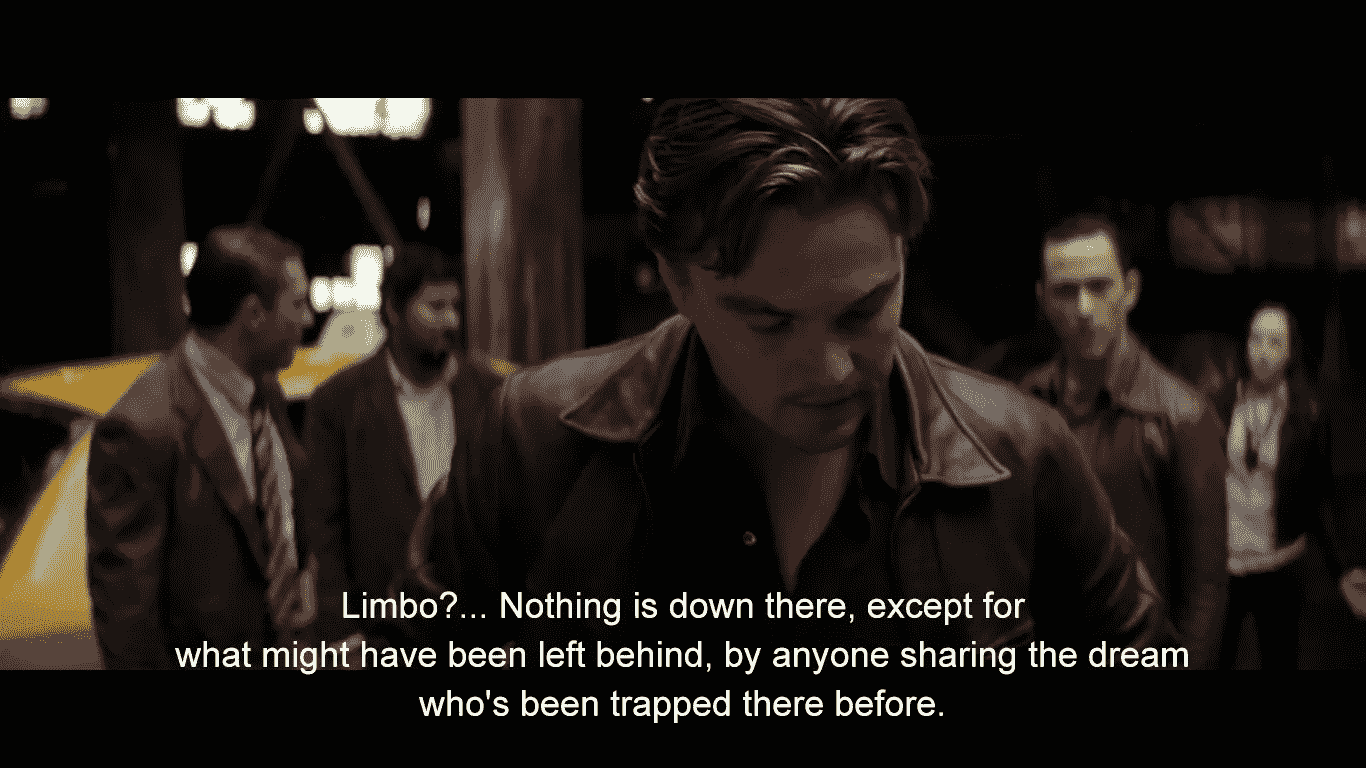 Limbo?... Nothing is down there, except for
what might have been left behind, by anyone sharing the dream
who's been trapped there before.